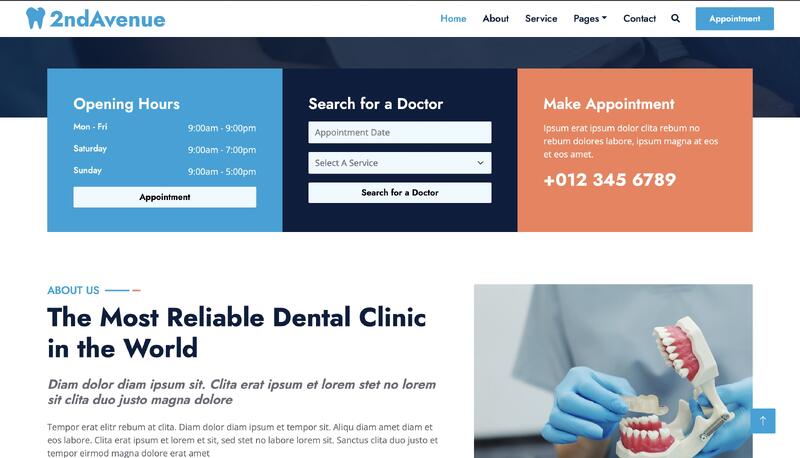 2ndAvenue
Home About Service Pages Contact Appointment
Opening Hours
Mon - Fri 9:00am - 9:00pm
Saturday 9:00am - 7:00pm
Sunday 9:00am - 5:00pm
Appointment
Search for a Doctor
Appointment Date
Select A Service
Search for a Doctor
Make Appointment
Ipsum erat ipsum dolor clita rebum no
rebum dolores labore, ipsum magna at eos
et eos amet.
+012 345 6789
ABOUT US
The Most Reliable Dental Clinic
in the World
Diam dolor diam ipsum sit. Clita erat ipsum et lorem stet no lorem
sit clita duo justo magna dolore
Tempor erat elitr rebum at clita. Diam dolor diam ipsum et tempor sit. Aliqu diam amet diam et
eos labore. Clita erat ipsum et lorem et sit, sed stet no labore lorem sit. Sanctus clita duo justo et
tempor eirmod magna dolore erat amet